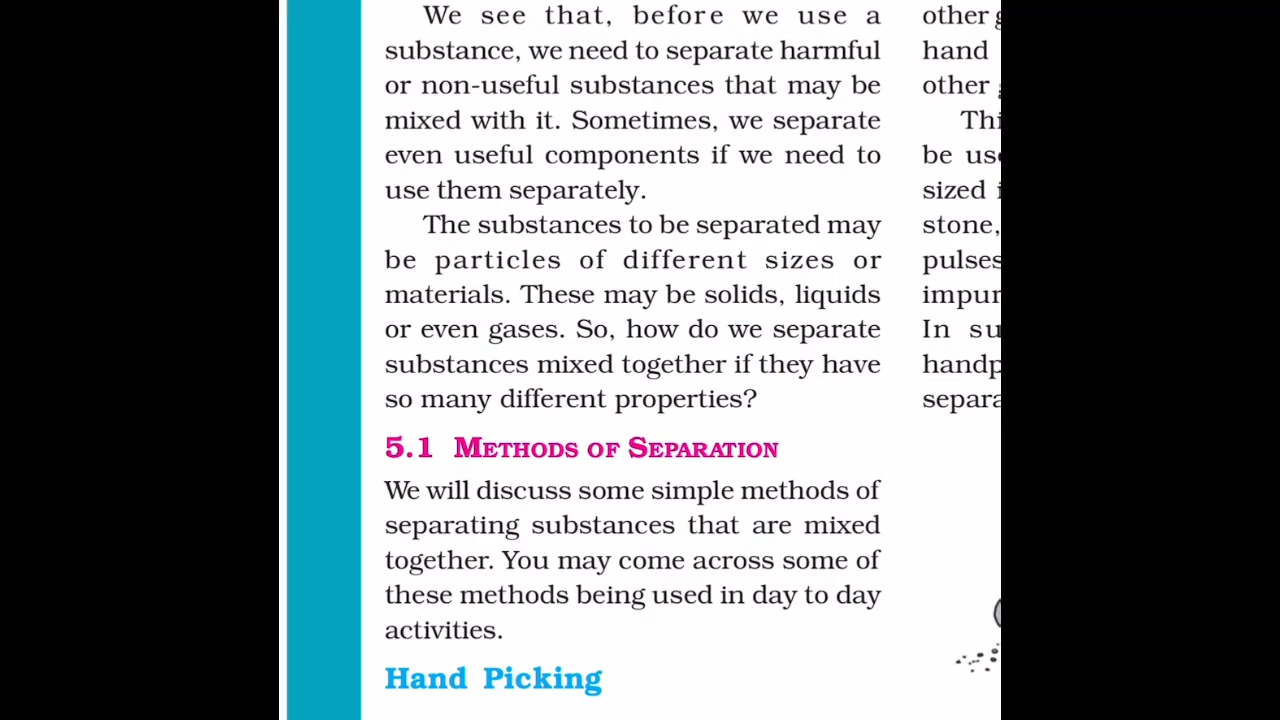 We see that, before we use a
substance, we need to separate harmful
or non-useful substances that may be
mixed with it. Sometimes, we separate
even useful components if we need to
use them separately.
The substances to be separated may
be particles of different sizes or
materials. These may be solids, liquids
or even gases. So, how do we separate
substances mixed together if they have
so many different properties?
5.1 METHODS OF SEPARATION
We will discuss some simple methods of
separating substances that are mixed
together. You may come across some of
these methods being used in day to day
activities.
Hand Picking
other
hand
other
be
sized
stone,
pulses
In